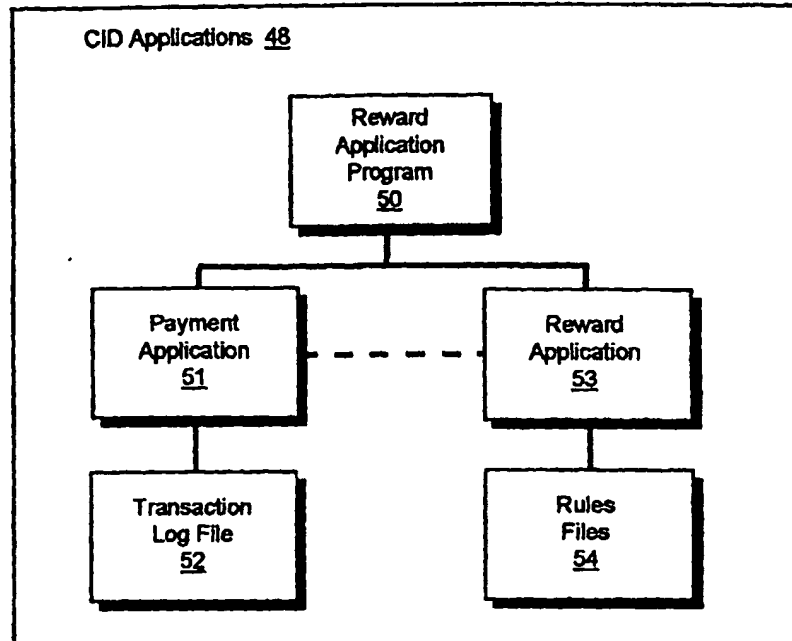 CID Applications 48
Reward
Application
Program
50
Payment
Application
51
Reward
Application
53
Transaction
Log File
52
Rules
Files
54